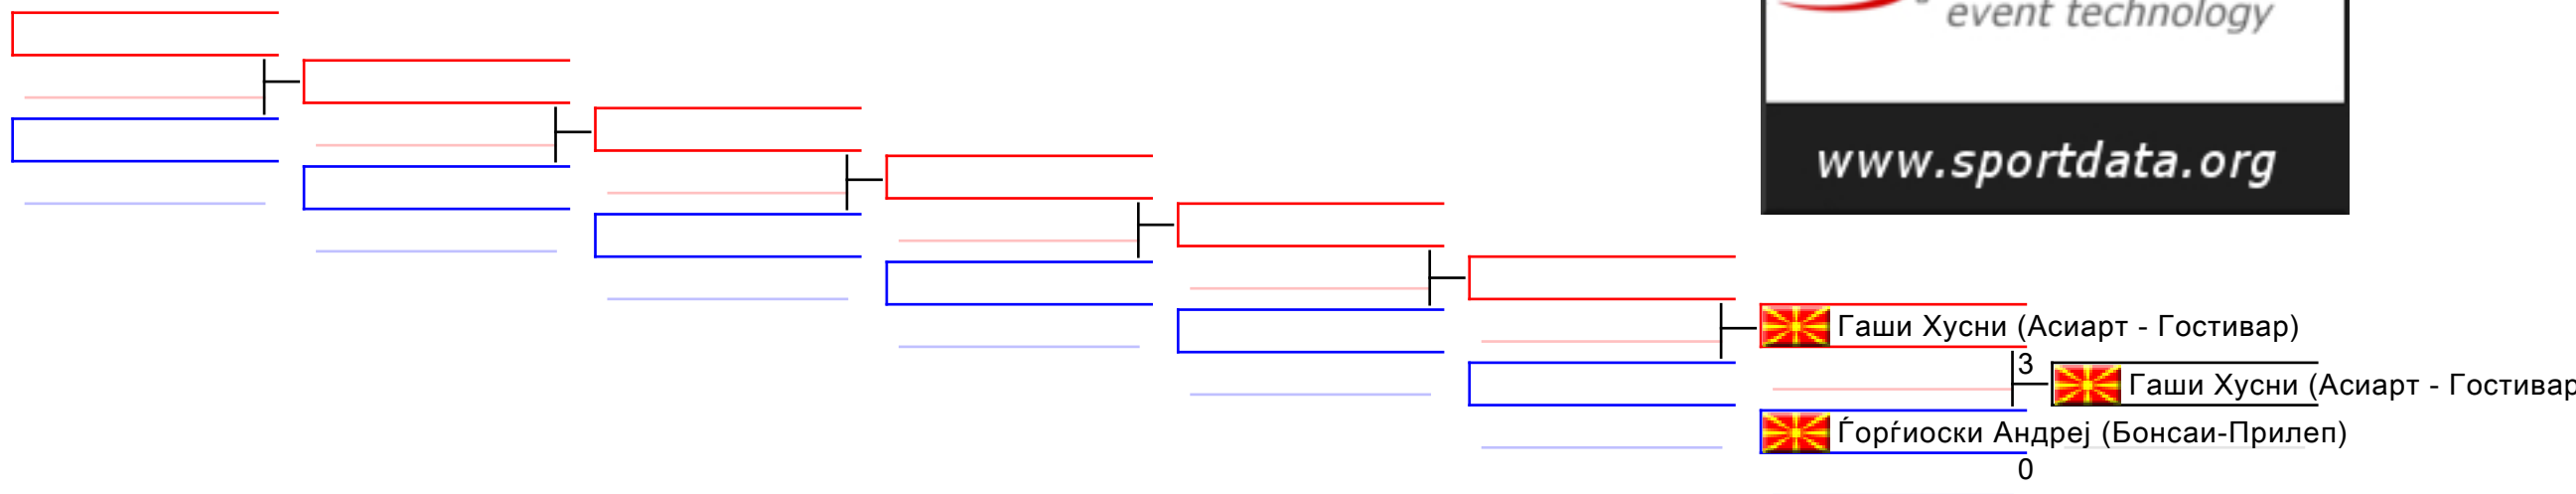 event technology
www.sportdata.org
Гаши Хусни (Асиарт - Гостивар)
3
Гаши Хусни (Асиарт - Гостивар
Ѓорѓиоски Андреј (Бонсаи-Прилеп)
0